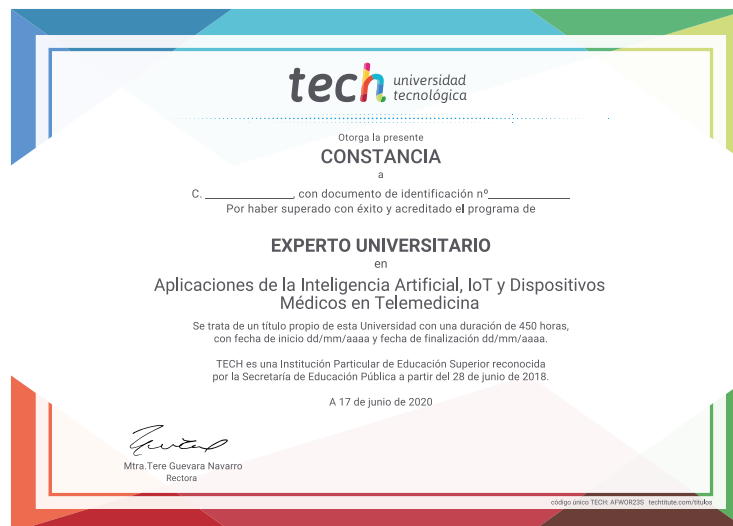 tech universidad
tecnológica
Otorga la presente
CONSTANCIA
a
C. ______________, con documento de identificación nº______________
Por haber superado con éxito y acreditado el programa de
EXPERTO UNIVERSITARIO
en
Aplicaciones de la Inteligencia Artificial, IoT y Dispositivos
Médicos en Telemedicina
Se trata de un título propio de esta Universidad con una duración de 450 horas,
con fecha de inicio dd/mm/aaaa y fecha de finalización dd/mm/aaaa.
TECH es una Institución Particular de Educación Superior reconocida
por la Secretaría de Educación Pública a partir del 28 de junio de 2018.
A 17 de junio de 2020
Mtra.Tere Guevara Navarro
Rectora
código único TECH: AFWOR23S techtitute.com/titulos